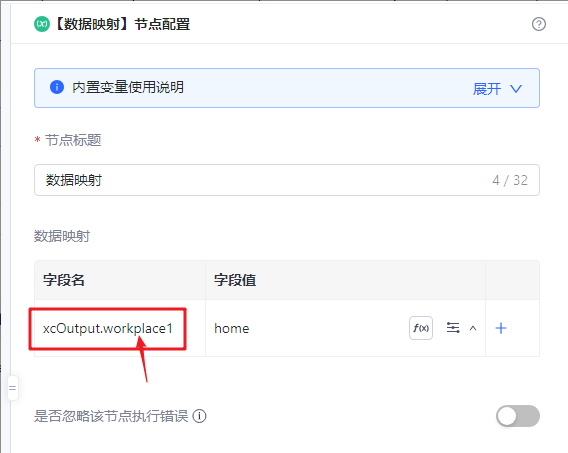 (x) 【数据映射】节点配置
内置变量使用说明 展开
* 节点标题
数据映射 4 / 32
数据映射
字段名 字段值
xcOutput.workplace1 home ƒ(x)
是否忽略该节点执行错误